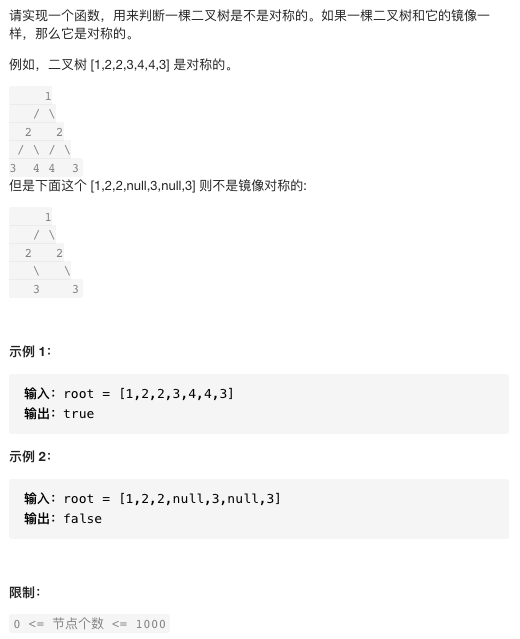 请实现一个函数，用来判断一棵二叉树是不是对称的。如果一棵二叉树和它的镜像一
样，那么它是对称的。
例如，二叉树 [1,2,2,3,4,4,3] 是对称的。
    1
   / \
  2   2
 / \ / \
3  4 4  3
但是下面这个 [1,2,2,null,3,null,3] 则不是镜像对称的:
    1
   / \
  2   2
   \   \
   3    3
示例 1：
输入：root = [1,2,2,3,4,4,3]
输出：true
示例 2：
输入：root = [1,2,2,null,3,null,3]
输出：false
限制：
0 <= 节点个数 <= 1000